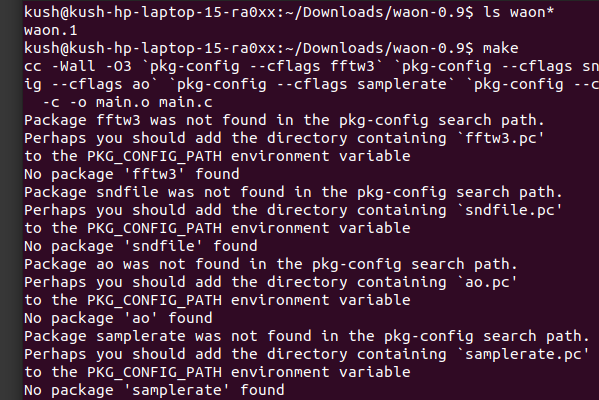 kush@kush-hp-laptop-15-ra0xx:~/Downloads/waon-0.9$ ls waon*
waon.1
kush@kush-hp-laptop-15-ra0xx:~/Downloads/waon-0.9$ make
cc -Wall -O3 `pkg-config --cflags fftw3` `pkg-config --cflags sn
ig --cflags ao` `pkg-config --cflags samplerate` `pkg-config --c
  -c -o main.o main.c
Package fftw3 was not found in the pkg-config search path.
Perhaps you should add the directory containing `fftw3.pc'
to the PKG_CONFIG_PATH environment variable
No package 'fftw3' found
Package sndfile was not found in the pkg-config search path.
Perhaps you should add the directory containing `sndfile.pc'
to the PKG_CONFIG_PATH environment variable
No package 'sndfile' found
Package ao was not found in the pkg-config search path.
Perhaps you should add the directory containing `ao.pc'
to the PKG_CONFIG_PATH environment variable
No package 'ao' found
Package samplerate was not found in the pkg-config search path.
Perhaps you should add the directory containing `samplerate.pc'
to the PKG_CONFIG_PATH environment variable
No package 'samplerate' found